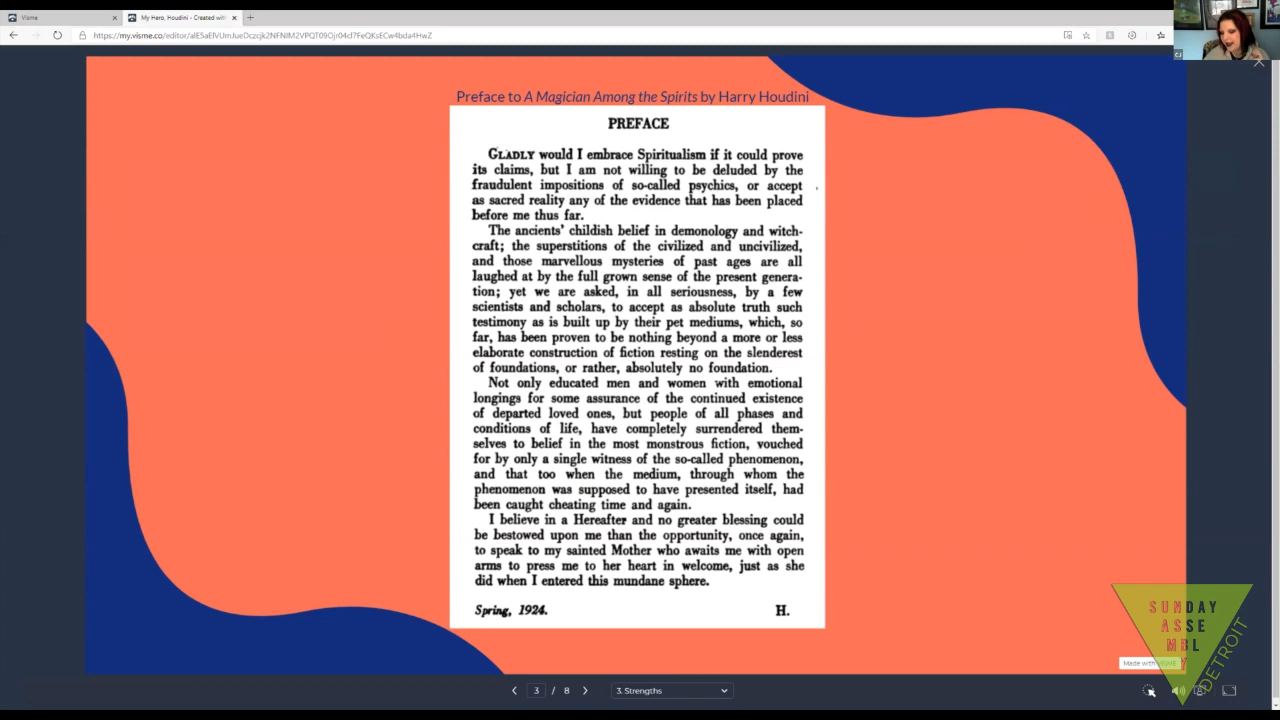 Visme
My Hero, Houdini - Created with
https://my.visme.co/editor/
CJ
Preface to A Magician Among the Spirits by Harry Houdini
PREFACE
GLADLY would I embrace Spiritualism if it could prove
its claims, but I am not willing to be deluded by the
fraudulent impositions of so-called psychics, or accept
as sacred reality any of the evidence that has been placed
before me thus far.
The ancients' childish belief in demonology and witch-
craft; the superstitions of the civilized and uncivilized,
and those marvellous mysteries of past ages are all
laughed at by the full grown sense of the present genera-
tion; yet we are asked, in all seriousness, by a few
scientists and scholars, to accept as absolute truth such
testimony as is built up by their pet mediums, which, so
far, has been proven to be nothing beyond a more or less
elaborate construction of fiction resting on the slenderest
of foundations, or rather, absolutely no foundation.
Not only educated men and women with emotional
longings for some assurance of the continued existence
of departed loved ones, but people of all phases and
conditions of life, have completely surrendered them-
selves to belief in the most monstrous fiction, vouched
for by only a single witness of the so-called phenomenon,
and that too when the medium, through whom the
phenomenon was supposed to have presented itself, had
been caught cheating time and again.
I believe in a Hereafter and no greater blessing could
be bestowed upon me than the opportunity, once again,
to speak to my sainted Mother who awaits me with open
arms to press me to her heart in welcome, just as she
did when I entered this mundane sphere.
Spring, 1924. H.
SUNDAY
ASSE
MBL
Y
DETROIT
Made with VISME
3 / 8 3. Strengths